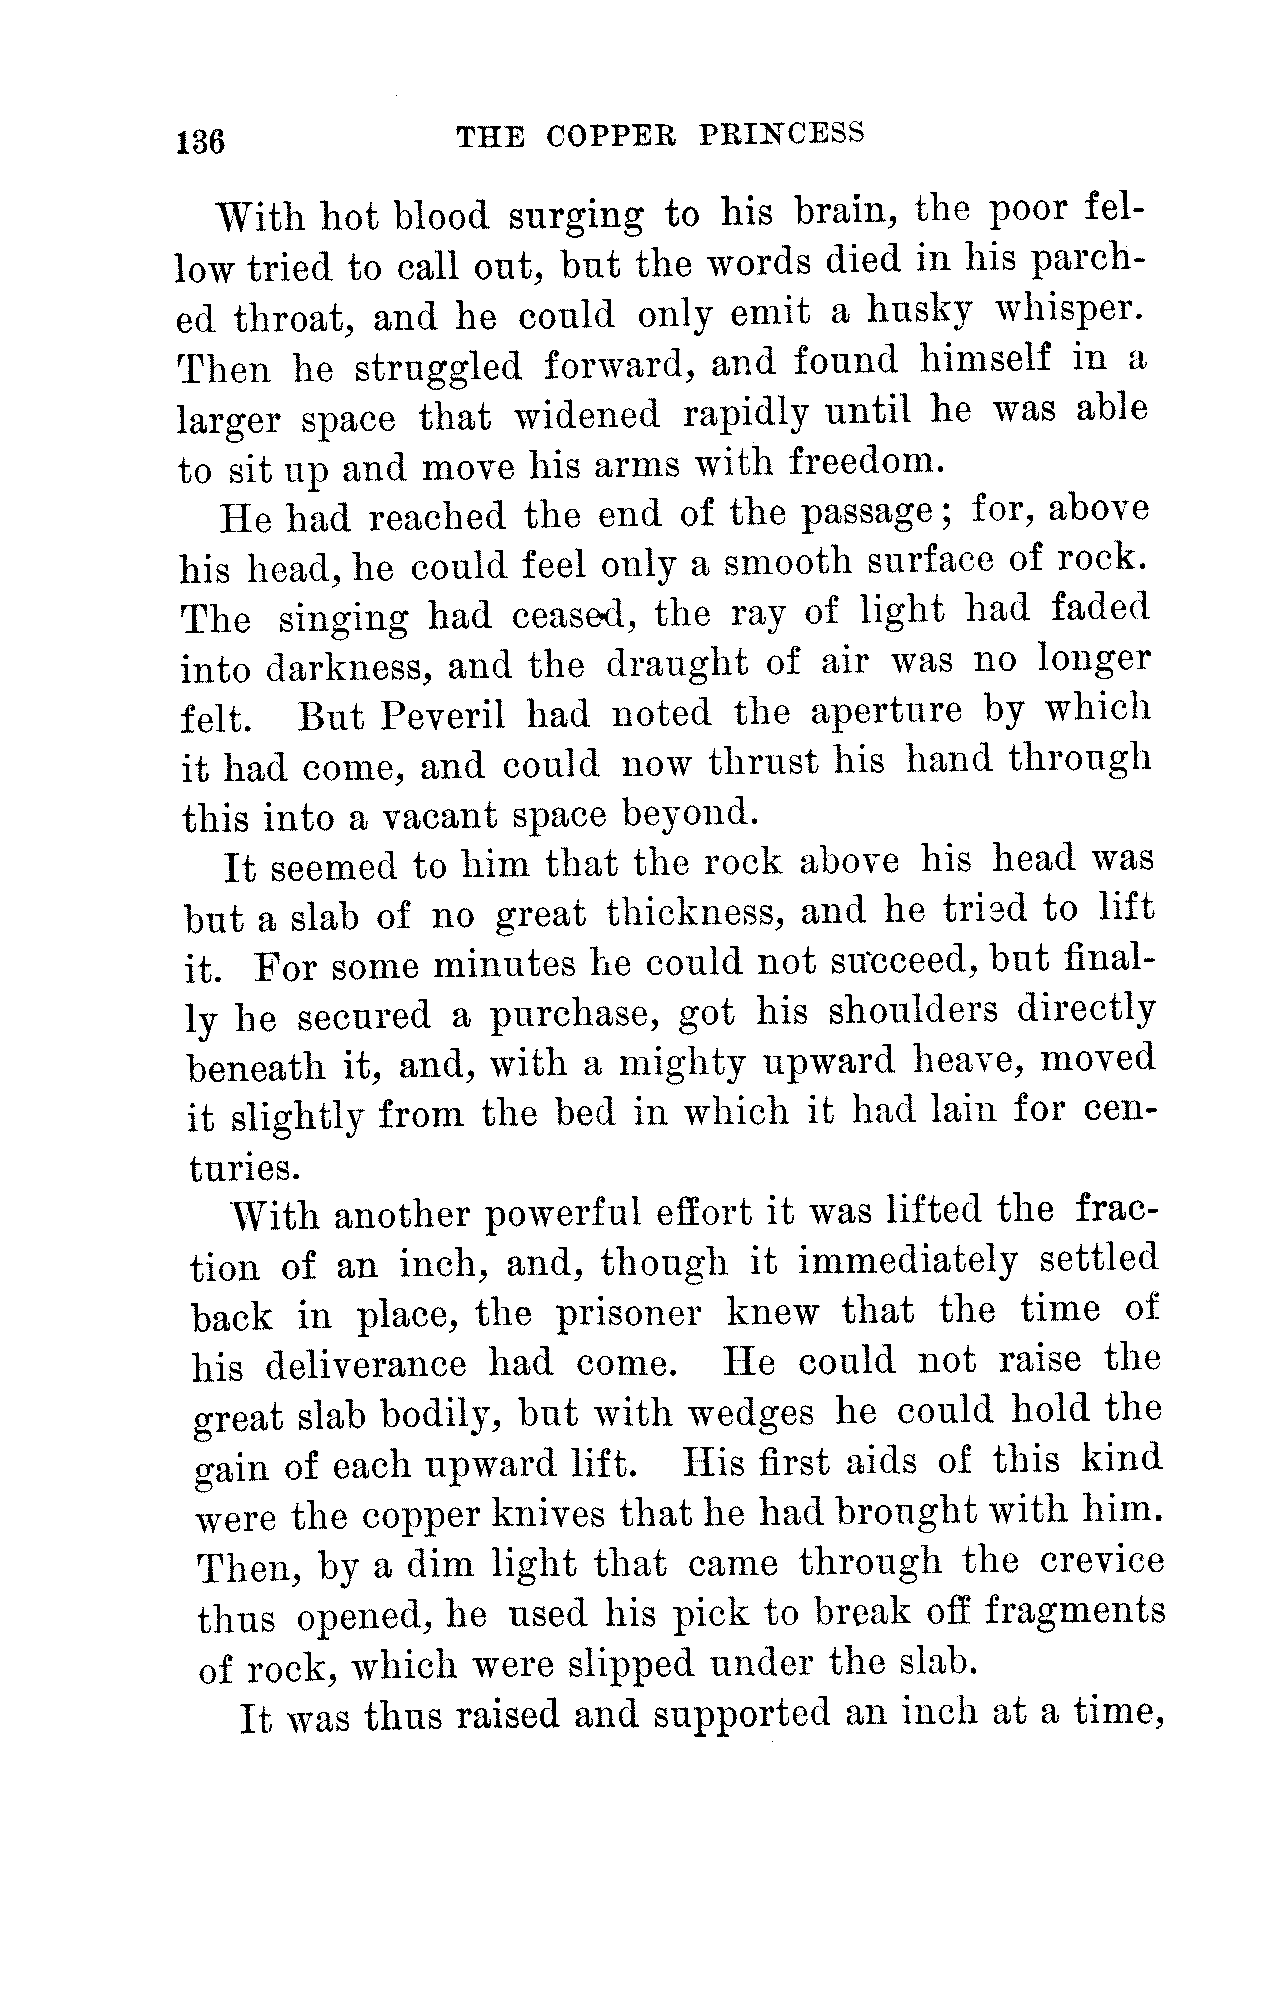 136 THE COPPER PRINCESS
With hot blood surging to his brain, the poor fel-
low tried to call out, but the words died in his parch-
ed throat, and he could only emit a husky whisper.
Then he struggled forward, and found himself in a
larger space that widened rapidly until he was able
to sit up and move his arms with freedom.
He had reached the end of the passage; for, above
his head, he could feel only a smooth surface of rock.
The singing had ceased, the ray of light had faded
into darkness, and the draught of air was no longer
felt. But Peveril had noted the aperture by which
it had come, and could now thrust his hand through
this into a vacant space beyond.
It seemed to him that the rock above his head was
but a slab of no great thickness, and he tried to lift
it. For some minutes he could not succeed, but final-
ly he secured a purchase, got his shoulders directly
beneath it, and, with a mighty upward heave, moved
it slightly from the bed in which it had lain for cen-
turies.
With another powerful effort it was lifted the frac-
tion of an inch, and, though it immediately settled
back in place, the prisoner knew that the time of
his deliverance had come. He could not raise the
great slab bodily, but with wedges he could hold the
gain of each upward lift. His first aids of this kind
were the copper knives that he had brought with him.
Then, by a dim light that came through the crevice
thus opened, he used his pick to break off fragments
of rock, which were slipped under the slab.
It was thus raised and supported an inch at a time,